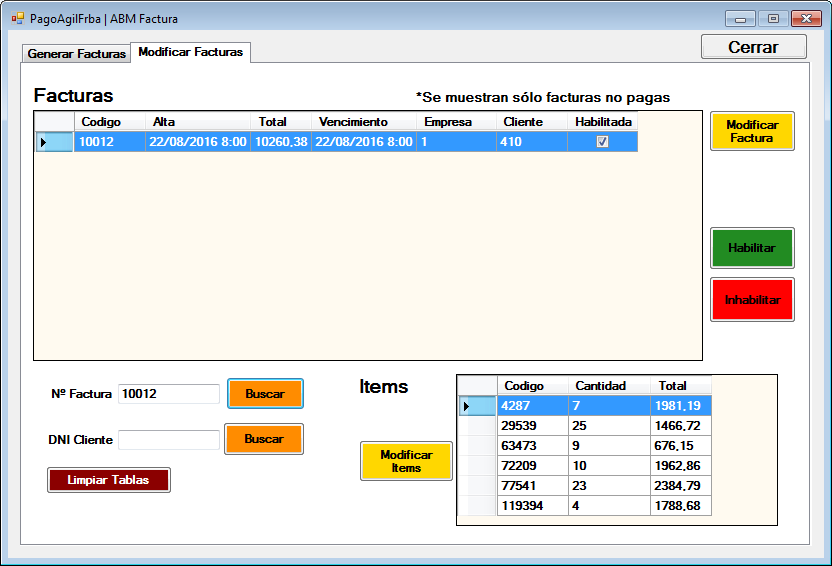 PagoAgilFrba | ABM Factura
Generar Facturas Modificar Facturas Cerrar
Facturas *Se muestran sólo facturas no pagas
Codigo Alta Total Vencimiento Empresa Cliente Habilitada
10012 22/08/2016 8:00 10260,38 22/08/2016 8:00 1 410
Modificar
Factura
Habilitar
Inhabilitar
Nº Factura 10012 Buscar
DNI Cliente Buscar
Limpiar Tablas
Items
Modificar
Items
Codigo Cantidad Total
4287 7 1981,19
29539 25 1466,72
63473 9 676,15
72209 10 1962,86
77541 23 2384,79
119394 4 1788,68